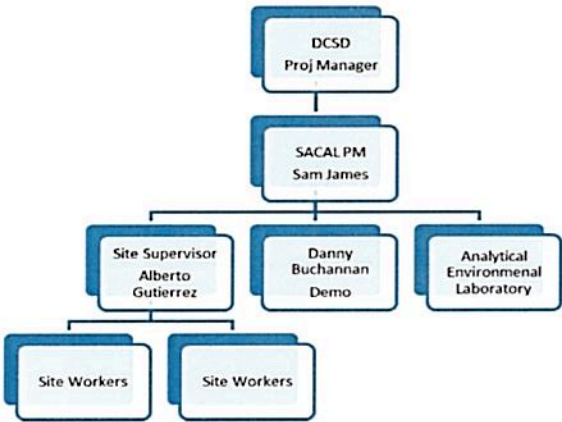 DCSD
Proj Manager
SACAL PM
Sam James
Site Supervisor
Alberto
Gutierrez
Danny
Buchannan
Demo
Analytical
Environmenal
Laboratory
Site Workers
Site Workers